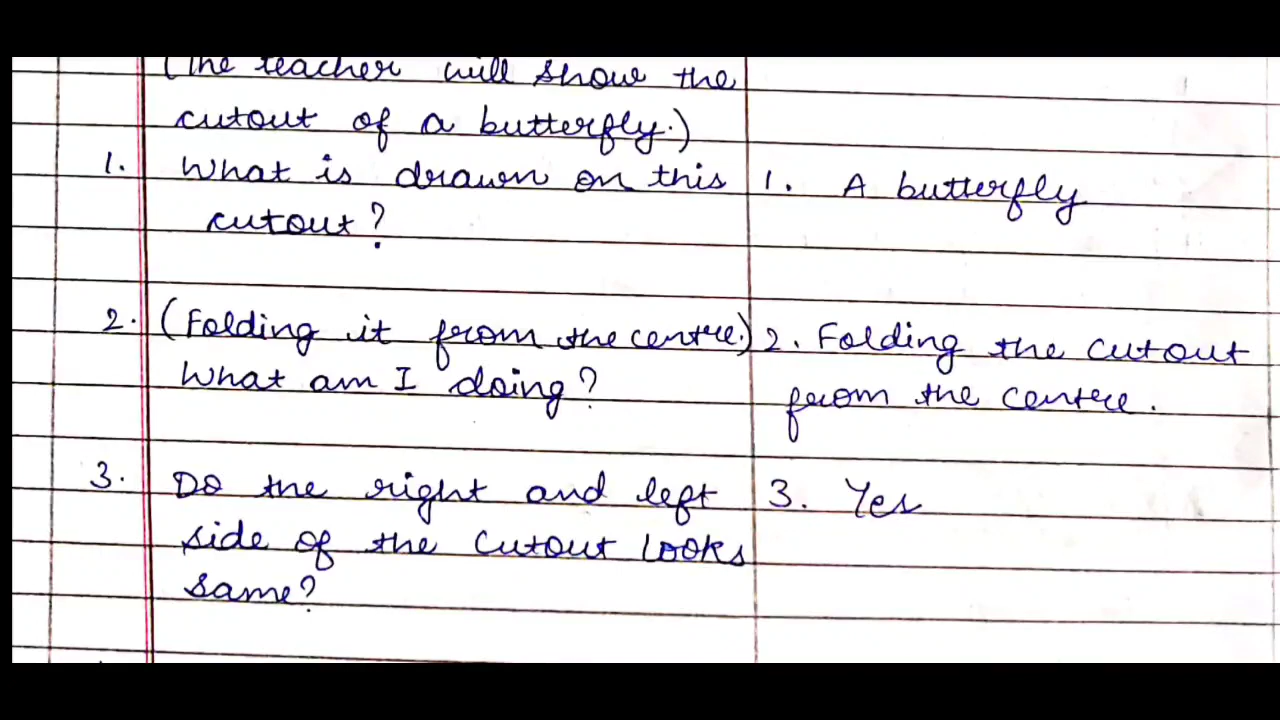 (The teacher will show the
cutout of a butterfly.)
1. What is drawn on this
cutout?
1. A butterfly
2. (Folding it from the centre.)
What am I doing?
2. Folding the cutout
from the centre.
3. Do the right and left
side of the cutout looks
same?
3. Yes